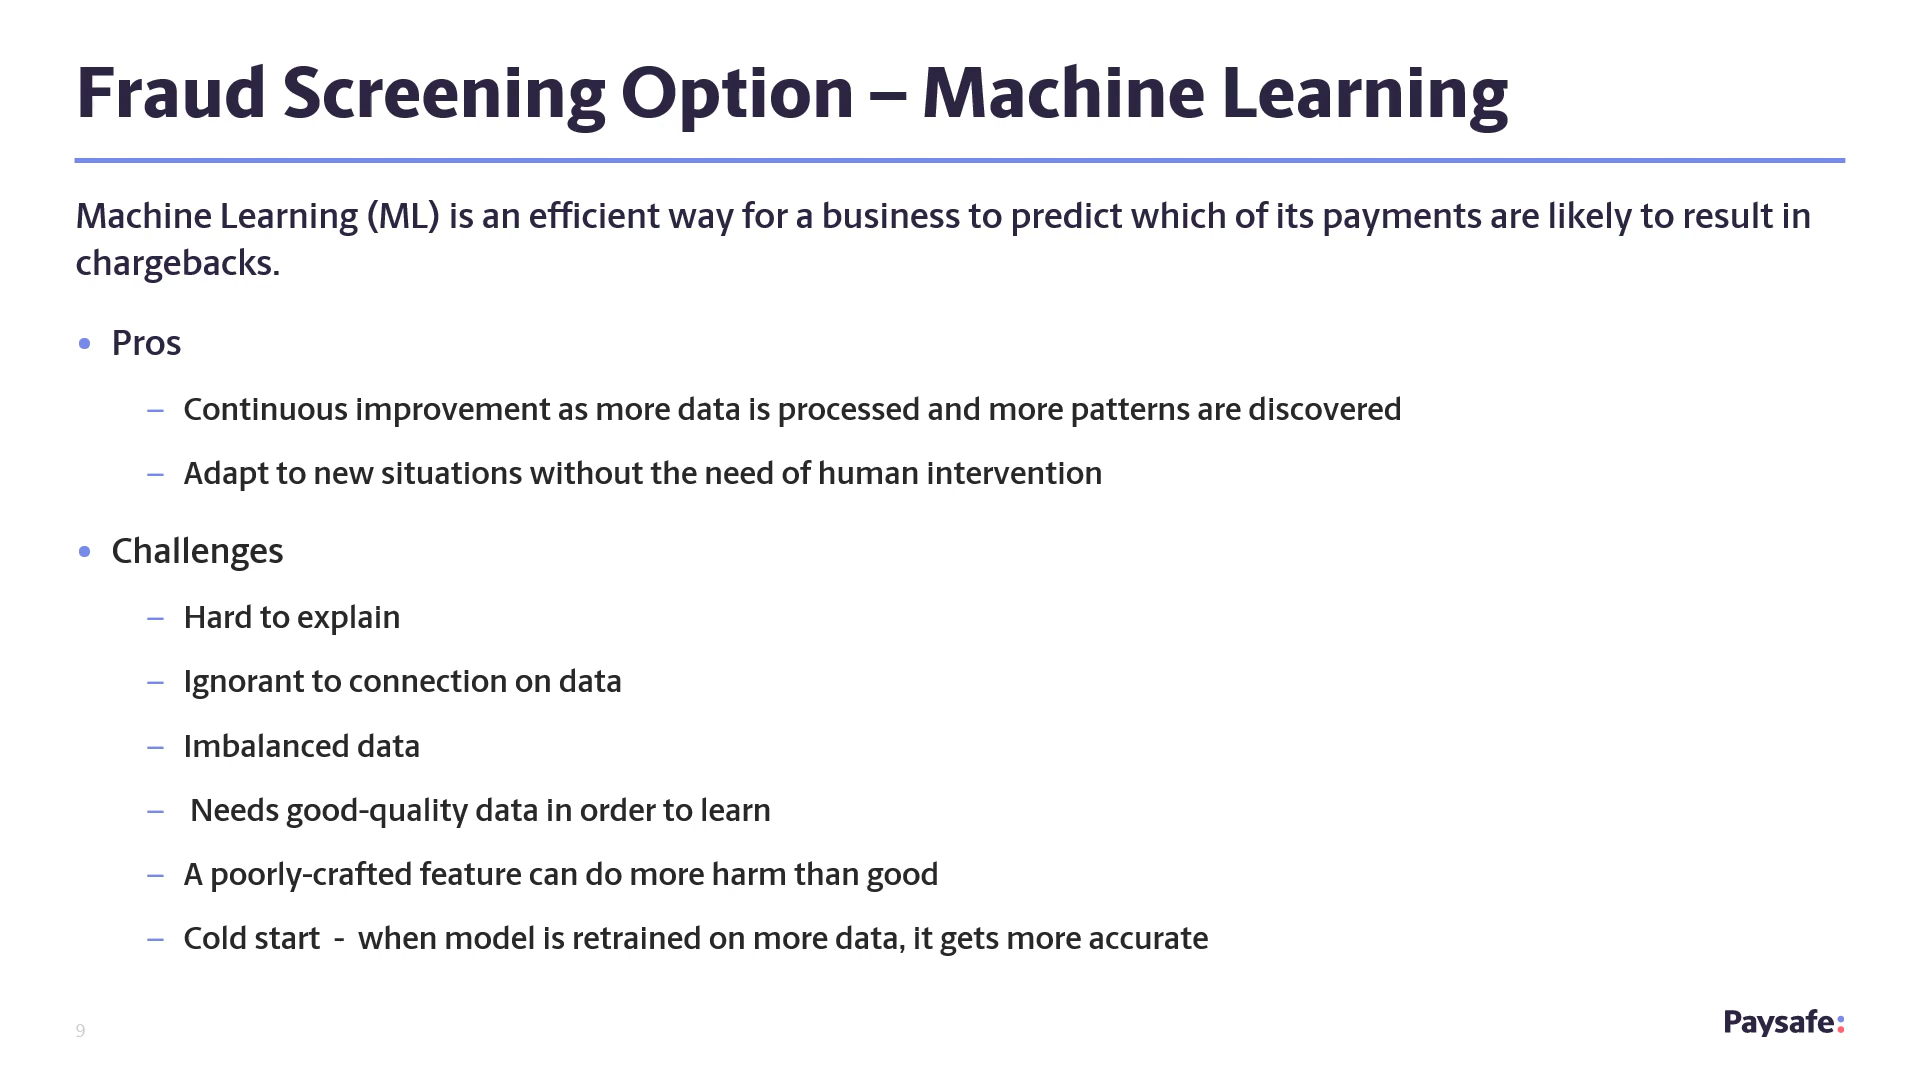 Fraud Screening Option – Machine Learning
Machine Learning (ML) is an efficient way for a business to predict which of its payments are likely to result in
chargebacks.
• Pros
– Continuous improvement as more data is processed and more patterns are discovered
– Adapt to new situations without the need of human intervention
• Challenges
– Hard to explain
– Ignorant to connection on data
– Imbalanced data
– Needs good-quality data in order to learn
– A poorly-crafted feature can do more harm than good
– Cold start - when model is retrained on more data, it gets more accurate
9
Paysafe: